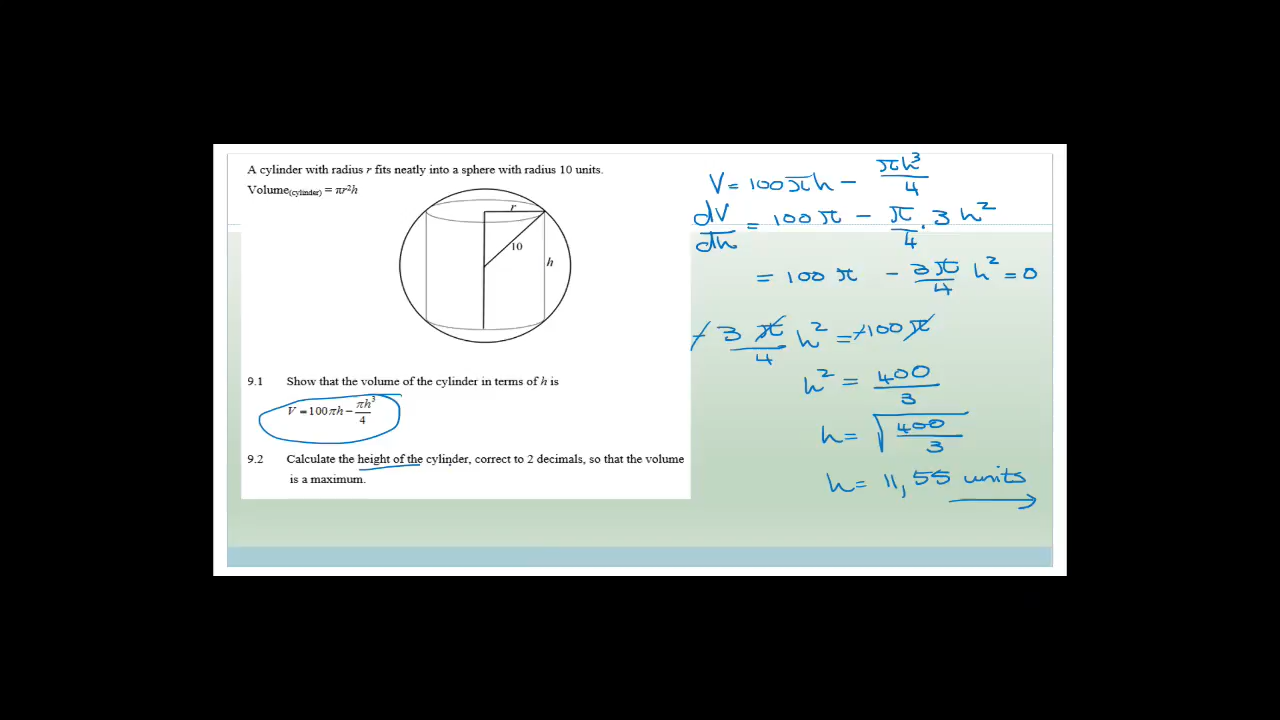 A cylinder with radius r fits neatly into a sphere with radius 10 units.
Volume(cylinder) = πr²h
r
10
h
9.1 Show that the volume of the cylinder in terms of h is
V = 100πh − πh³/4
9.2 Calculate the height of the cylinder, correct to 2 decimals, so that the volume
is a maximum.
V = 100πh − πh³/4
dV/dh = 100π − π/4 . 3h²
= 100π − 3π/4 h² = 0
− 3π/4 h² = −100π
h² = 400/3
h = √400/3
h = 11,55 units